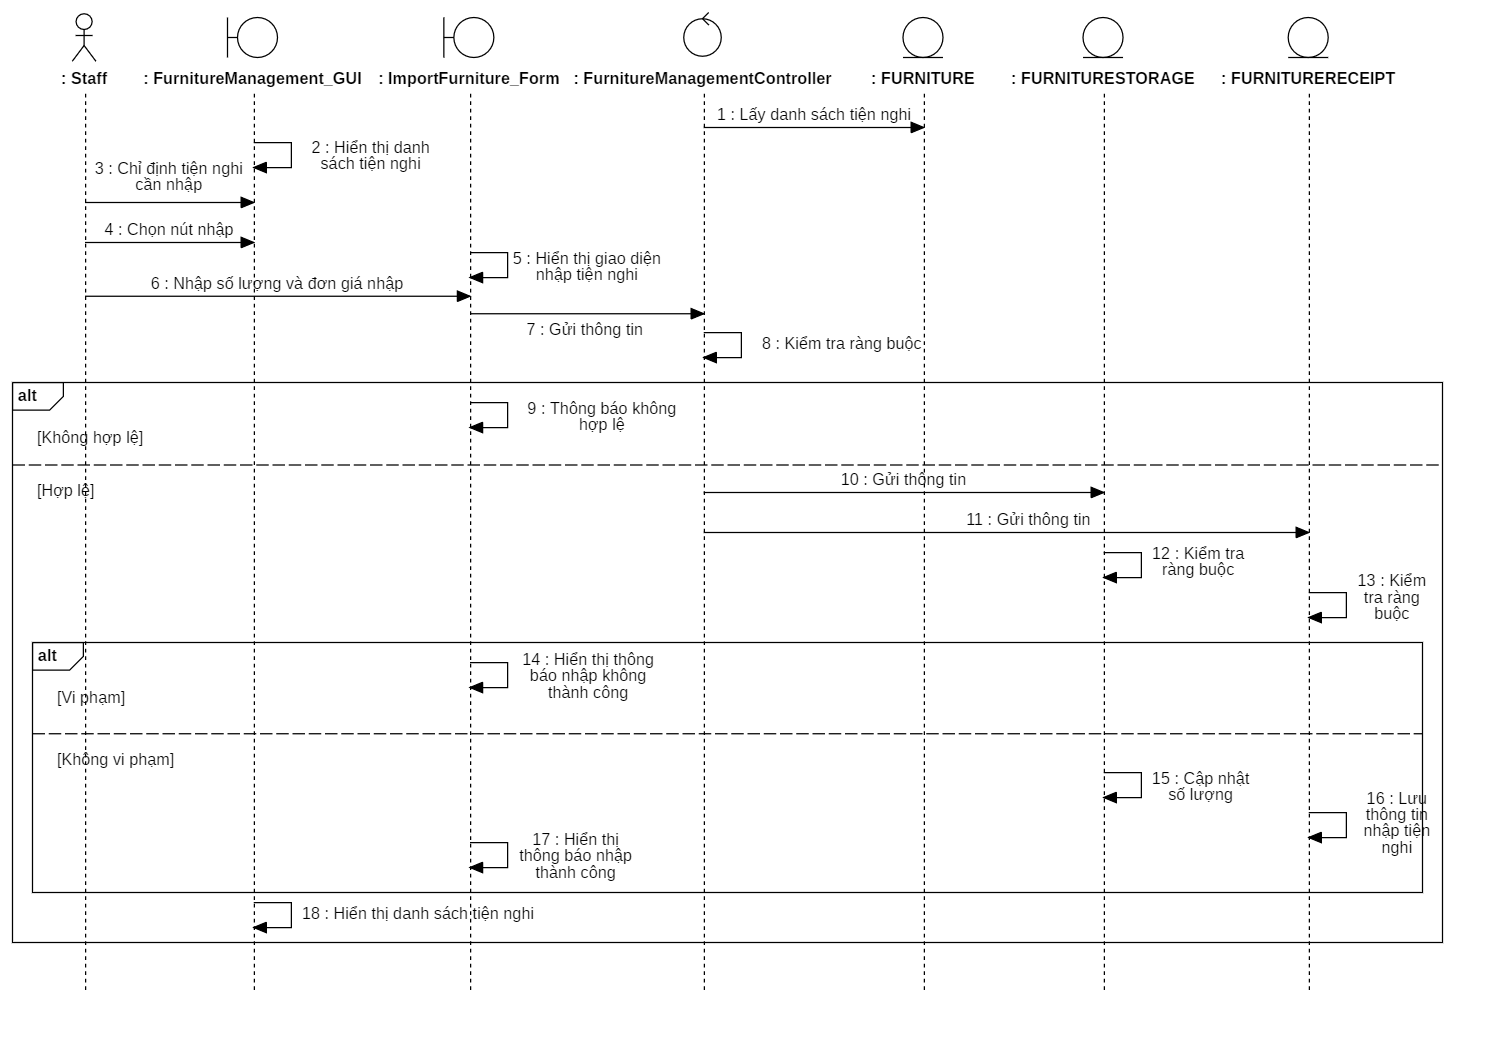 : Staff
: FurnitureManagement_GUI
: ImportFurniture_Form
: FurnitureManagementController
: FURNITURE
: FURNITURESTORAGE
: FURNITURERECEIPT
1 : Lấy danh sách tiện nghi
2 : Hiển thị danh
sách tiện nghi
3 : Chỉ định tiện nghi
cần nhập
4 : Chọn nút nhập
5 : Hiển thị giao diện
nhập tiện nghi
6 : Nhập số lượng và đơn giá nhập
7 : Gửi thông tin
8 : Kiểm tra ràng buộc
alt
9 : Thông báo không
hợp lệ
[Không hợp lệ]
[Hợp lệ]
10 : Gửi thông tin
11 : Gửi thông tin
12 : Kiểm tra
ràng buộc
13 : Kiểm
tra ràng
buộc
alt
14 : Hiển thị thông
báo nhập không
thành công
[Vi phạm]
[Không vi phạm]
15 : Cập nhật
số lượng
16 : Lưu
thông tin
nhập tiện
nghi
17 : Hiển thị
thông báo nhập
thành công
18 : Hiển thị danh sách tiện nghi